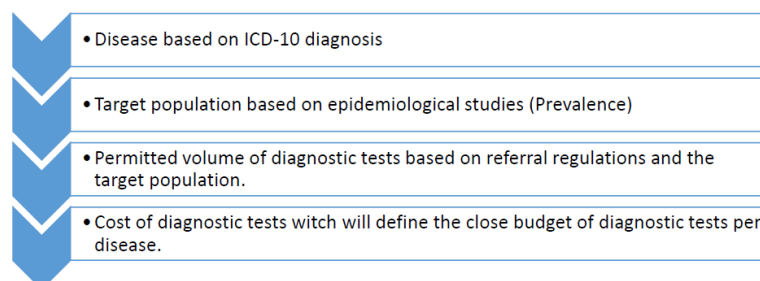 • Disease based on ICD-10 diagnosis
• Target population based on epidemiological studies (Prevalence)
• Permitted volume of diagnostic tests based on referral regulations and the
target population.
• Cost of diagnostic tests witch will define the close budget of diagnostic tests per
disease.